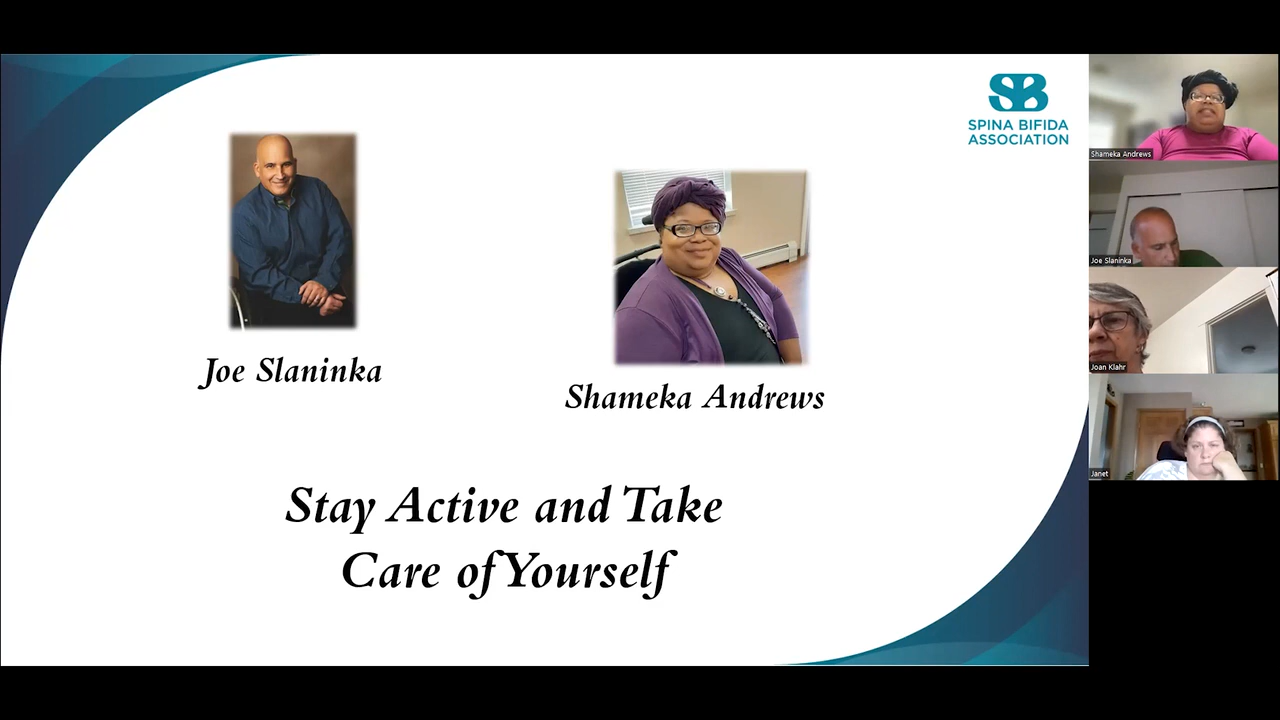 SB
SPINA BIFIDA
ASSOCIATION
Joe Slaninka
Shameka Andrews
Stay Active and Take
Care of Yourself
Shameka Andrews
Joe Slaninka
Joan Klahr
Janet